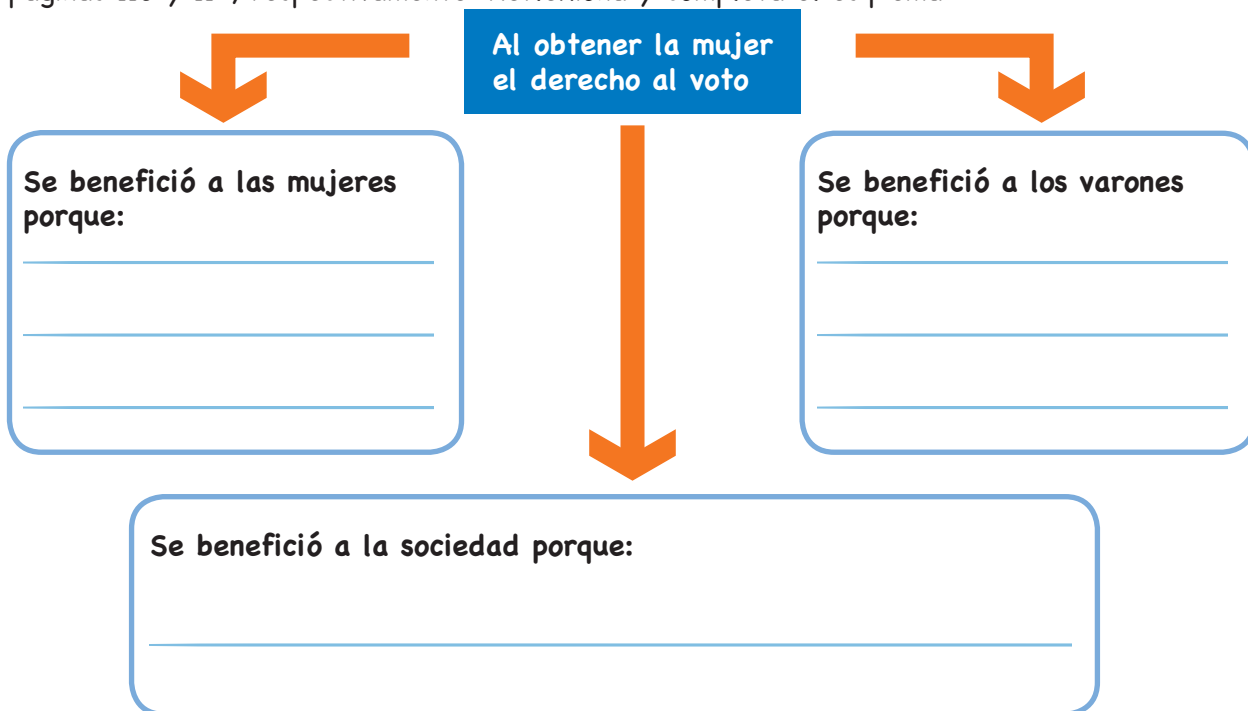 Al obtener la mujer
el derecho al voto
Se benefició a las mujeres
porque:
Se benefició a los varones
porque:
Se benefició a la sociedad porque: